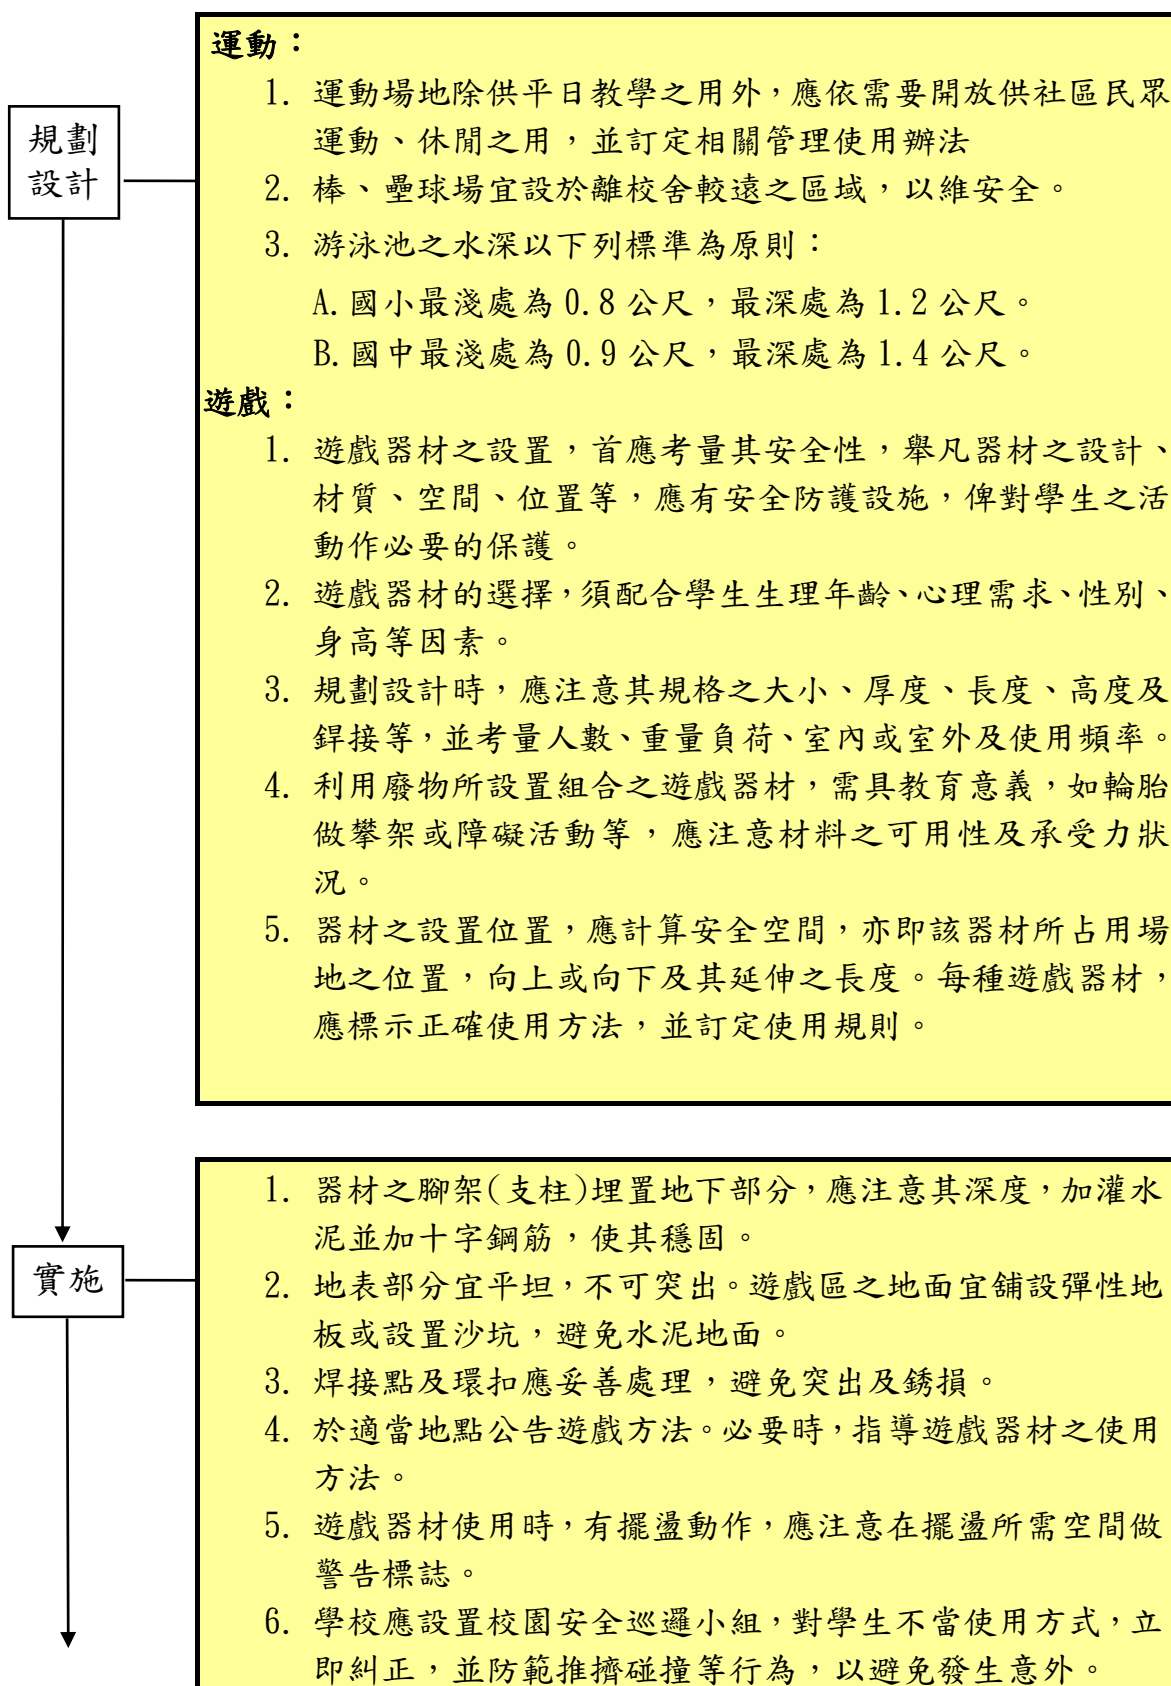 規劃
設計
運動：
1. 運動場地除供平日教學之用外，應依需要開放供社區民眾
運動、休閒之用，並訂定相關管理使用辦法
2. 棒、壘球場宜設於離校舍較遠之區域，以維安全。
3. 游泳池之水深以下列標準為原則：
A.國小最淺處為 0.8 公尺，最深處為 1.2 公尺。
B.國中最淺處為 0.9 公尺，最深處為 1.4 公尺。
遊戲：
1. 遊戲器材之設置，首應考量其安全性，舉凡器材之設計、
材質、空間、位置等，應有安全防護設施，俾對學生之活
動作必要的保護。
2. 遊戲器材的選擇，須配合學生生理年齡、心理需求、性別、
身高等因素。
3. 規劃設計時，應注意其規格之大小、厚度、長度、高度及
銲接等，並考量人數、重量負荷、室內或室外及使用頻率。
4. 利用廢物所設置組合之遊戲器材，需具教育意義，如輪胎
做攀架或障礙活動等，應注意材料之可用性及承受力狀
況。
5. 器材之設置位置，應計算安全空間，亦即該器材所占用場
地之位置，向上或向下及其延伸之長度。每種遊戲器材，
應標示正確使用方法，並訂定使用規則。
實施
1. 器材之腳架(支柱)埋置地下部分，應注意其深度，加灌水
泥並加十字鋼筋，使其穩固。
2. 地表部分宜平坦，不可突出。遊戲區之地面宜舖設彈性地
板或設置沙坑，避免水泥地面。
3. 焊接點及環扣應妥善處理，避免突出及銹損。
4. 於適當地點公告遊戲方法。必要時，指導遊戲器材之使用
方法。
5. 遊戲器材使用時，有擺盪動作，應注意在擺盪所需空間做
警告標誌。
6. 學校應設置校園安全巡邏小組，對學生不當使用方式，立
即糾正，並防範推擠碰撞等行為，以避免發生意外。